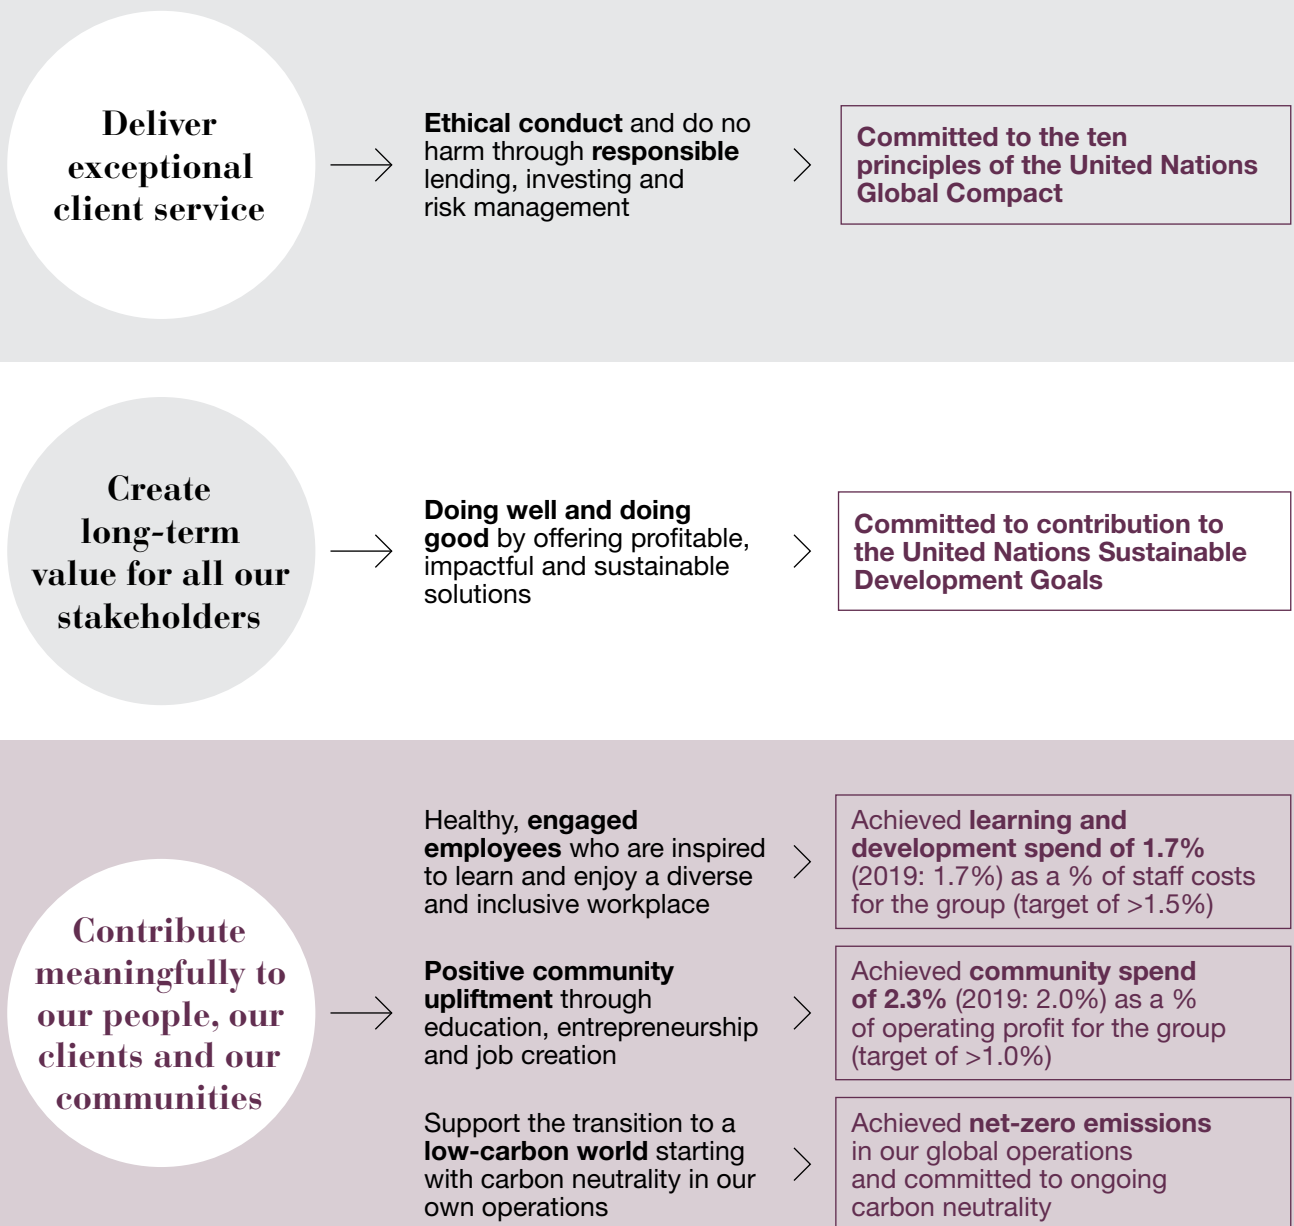 Deliver
exceptional
client service
Ethical conduct and do no
harm through responsible
lending, investing and
risk management
Committed to the ten
principles of the United Nations
Global Compact
Create
long-term
value for all our
stakeholders
Doing well and doing
good by offering profitable,
impactful and sustainable
solutions
Committed to contribution to
the United Nations Sustainable
Development Goals
Contribute
meaningfully to
our people, our
clients and our
communities
Healthy, engaged
employees who are inspired
to learn and enjoy a diverse
and inclusive workplace
Achieved learning and
development spend of 1.7%
(2019: 1.7%) as a % of staff costs
for the group (target of >1.5%)
Positive community
upliftment through
education, entrepreneurship
and job creation
Achieved community spend
of 2.3% (2019: 2.0%) as a %
of operating profit for the group
(target of >1.0%)
Support the transition to a
low-carbon world starting
with carbon neutrality in our
own operations
Achieved net-zero emissions
in our global operations
and committed to ongoing
carbon neutrality